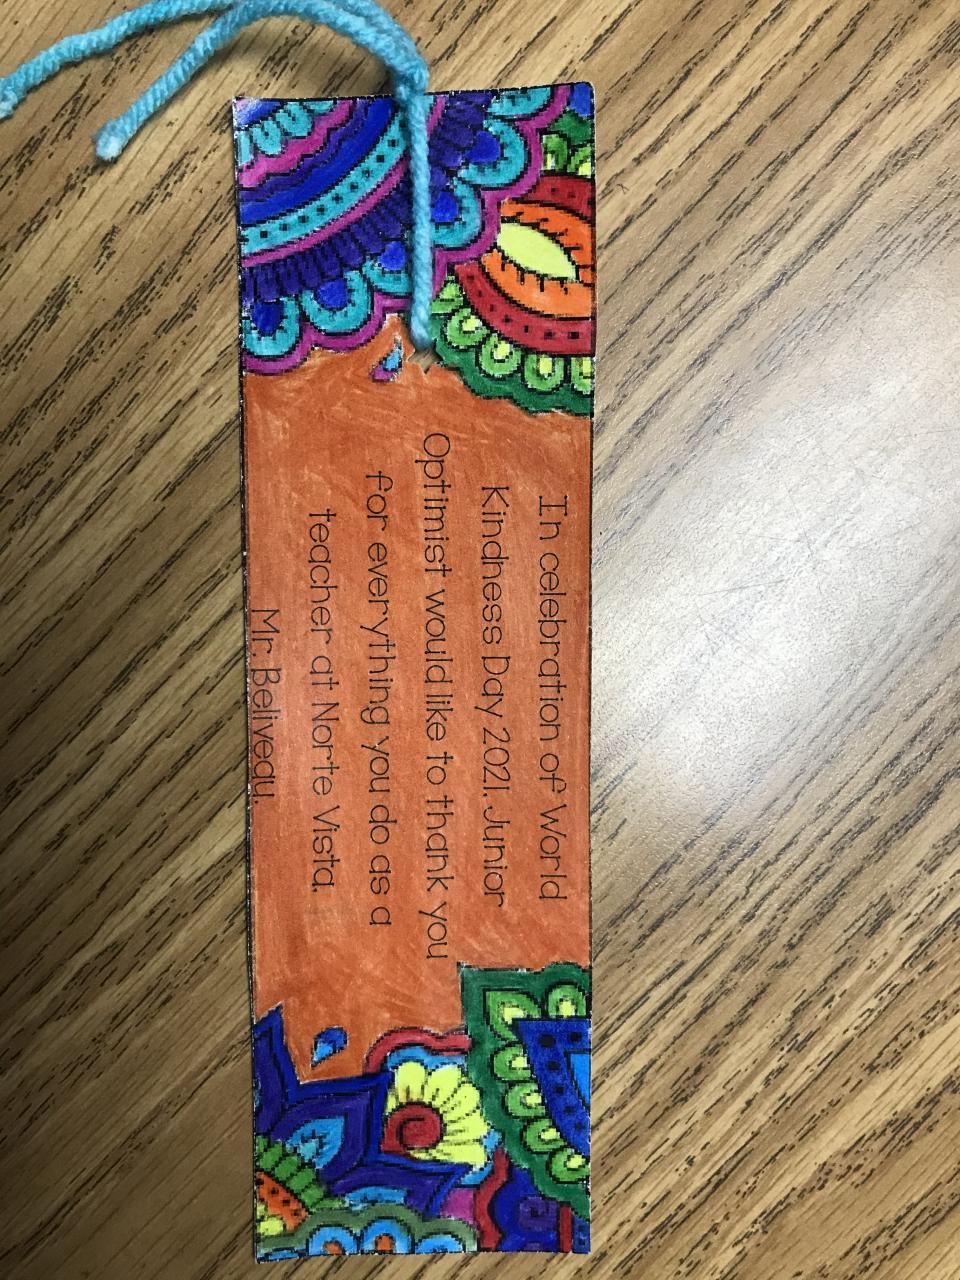 In celebration of World
Kindness Day 2021, Junior
Optimist would like to thank you
for everything you do as a
teacher at Norte Vista,
Mr. Beliveau.